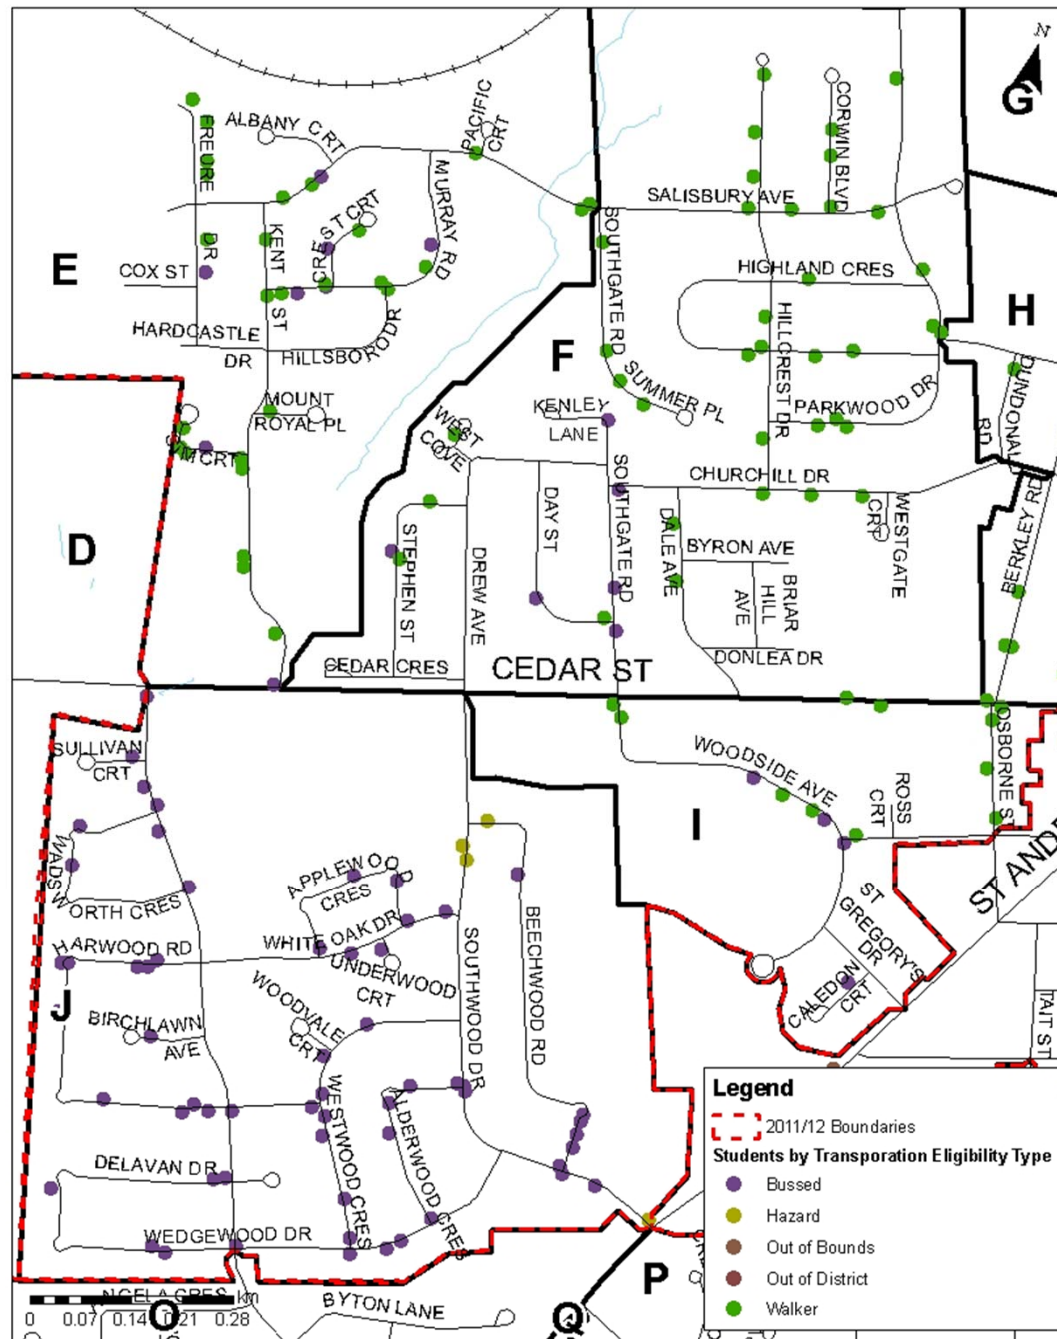 N
G
ALBANY CRT
PACIFIC
CRT
FREURE
DR
CORWIN BLVD
MURRAY RD
SALISBURY AVE
CREST CRT
KENT
ST
SOUTHGATE RD
E
COX ST
HIGHLAND CRES
H
HARDCASTLE
DR
HILLSBORO DR
HILLCREST DR
F
SUMMER PL
MOUNT
ROYAL PL
KENLEY
LANE
PARKWOOD DR
RD
WEST
COVE
CHURCHILL DR
D
STEPHEN ST
DREW AVE
DAY ST
SOUTHGATE RD
DALE AVE
WESTGATE
CRT
BERKLEY RD
BYRON AVE
BRIAR
HILL
AVE
DONLEA DR
CEDAR CRES
CEDAR ST
SULLIVAN
CRT
WOODSIDE AVE
OSBORNE ST
ROSS
CRT
I
WADSWORTH CRES
APPLEWOOD
CRES
ST AND
ST
GREGORY'S
DR
HARWOOD RD
WHITE OAK DR
UNDERWOOD
CRT
SOUTHWOOD DR
BEECHWOOD RD
CALEDON
CRT
J
BIRCHLAWN
AVE
WOODVALE
CRT
TAIT ST
WESTWOOD CRES
ALDERWOOD CRES
DELAVAN DR
WEDGEWOOD DR
P
O
Q
BYTON LANE
0 0.07 0.14 0.21 0.28 km
Legend
2011/12 Boundaries
Students by Transporation Eligibility Type
Bussed
Hazard
Out of Bounds
Out of District
Walker